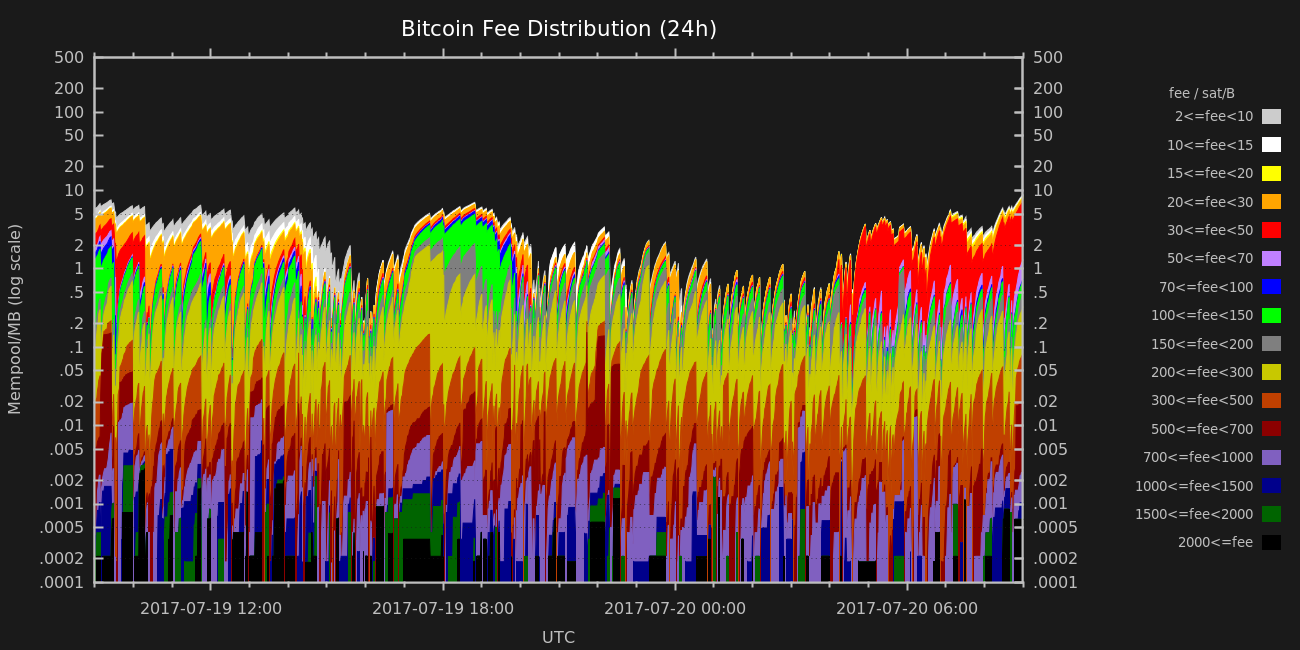 Bitcoin Fee Distribution (24h)
Mempool/MB (log scale)
500
200
100
50
20
10
5
2
1
.5
.2
.1
.05
.02
.01
.005
.002
.001
.0005
.0002
.0001
500
200
100
50
20
10
5
2
1
.5
.2
.1
.05
.02
.01
.005
.002
.001
.0005
.0002
.0001
2017-07-19 12:00
2017-07-19 18:00
2017-07-20 00:00
2017-07-20 06:00
UTC
fee / sat/B
2<=fee<10
10<=fee<15
15<=fee<20
20<=fee<30
30<=fee<50
50<=fee<70
70<=fee<100
100<=fee<150
150<=fee<200
200<=fee<300
300<=fee<500
500<=fee<700
700<=fee<1000
1000<=fee<1500
1500<=fee<2000
2000<=fee